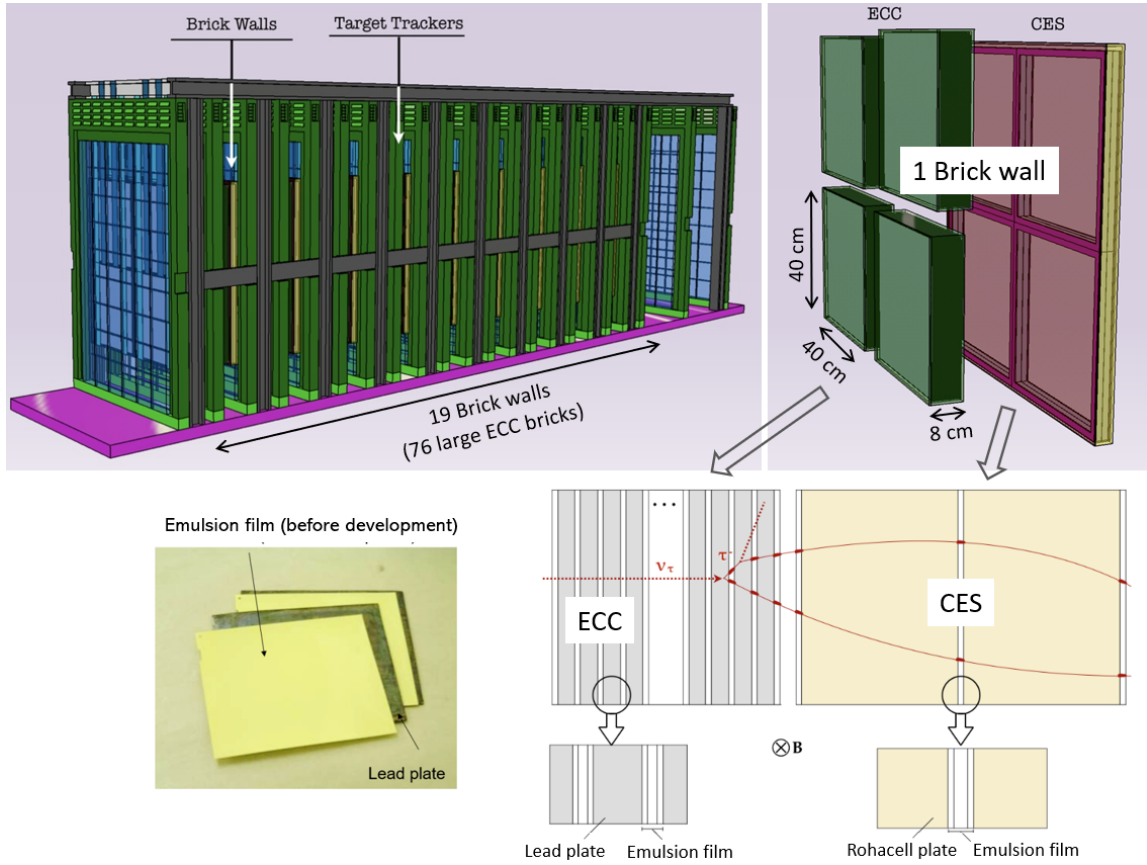 Brick Walls
Target Trackers
19 Brick walls
(76 large ECC bricks)
ECC
CES
1 Brick wall
40 cm
40 cm
8 cm
Emulsion film (before development)
Lead plate
...
ντ
τ-
ECC
CES
⊗B
Lead plate
Emulsion film
Rohacell plate
Emulsion film